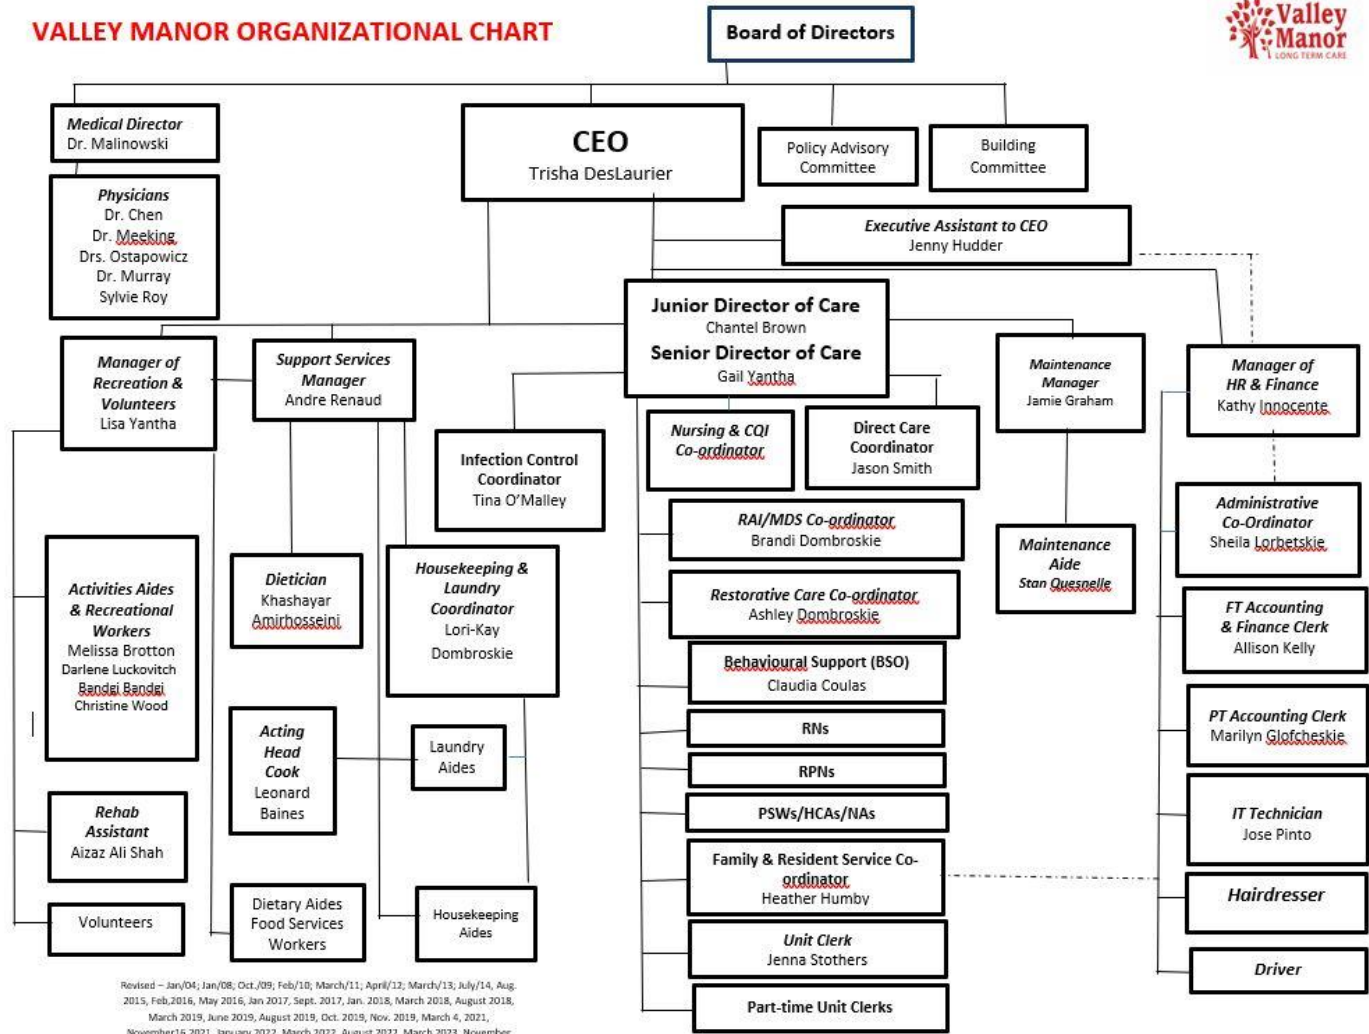 VALLEY MANOR ORGANIZATIONAL CHART
Board of Directors
Valley
Manor
LONG TERM CARE
Medical Director
Dr. Malinowski
CEO
Trisha DesLaurier
Policy Advisory
Committee
Building
Committee
Physicians
Dr. Chen
Dr. Meeking
Drs. Ostapowicz
Dr. Murray
Sylvie Roy
Executive Assistant to CEO
Jenny Hudder
Junior Director of Care
Chantel Brown
Senior Director of Care
Gail Yantha
Manager of
Recreation &
Volunteers
Lisa Yantha
Support Services
Manager
Andre Renaud
Maintenance
Manager
Jamie Graham
Manager of
HR & Finance
Kathy Innocente
Infection Control
Coordinator
Tina O'Malley
Nursing & CQI
Co-ordinator
Direct Care
Coordinator
Jason Smith
Administrative
Co-Ordinator
Sheila Lorbetskie
RAI/MDS Co-ordinator
Brandi Dombroskie
Maintenance
Aide
Stan Quesnelle
Activities Aides
& Recreational
Workers
Melissa Brotton
Darlene Luckovitch
Bandgi Bandgi
Christine Wood
Dietician
Khashayar
Amirhosseini
Housekeeping &
Laundry
Coordinator
Lori-Kay
Dombroskie
Restorative Care Co-ordinator
Ashley Dombroskie
FT Accounting
& Finance Clerk
Allison Kelly
Behavioural Support (BSO)
Claudia Coulas
Acting
Head
Cook
Leonard
Baines
Laundry
Aides
RNs
PT Accounting Clerk
Marilyn Glofcheskie
RPNs
Rehab
Assistant
Aizaz Ali Shah
PSWs/HCAs/NAs
IT Technician
Jose Pinto
Family & Resident Service Co-
ordinator
Heather Humby
Hairdresser
Volunteers
Dietary Aides
Food Services
Workers
Housekeeping
Aides
Unit Clerk
Jenna Stothers
Driver
Part-time Unit Clerks
Revised – Jan/04; Jan/08; Oct./09; Feb/10; March/11; April/12; March/13; July/14, Aug.
2015, Feb,2016, May 2016, Jan 2017, Sept. 2017, Jan. 2018, March 2018, August 2018,
March 2019, June 2019, August 2019, Oct. 2019, Nov. 2019, March 4, 2021,
November16 2021, January 2022, March 2022, August 2022, March 2023, November